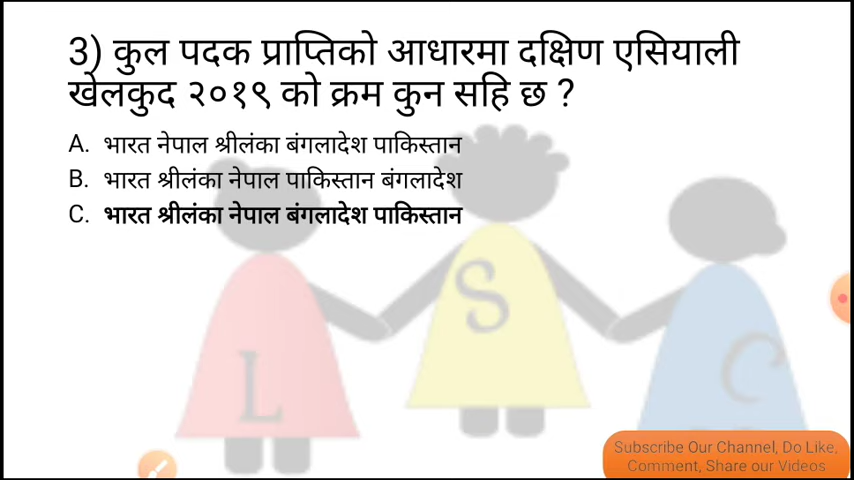 3) कुल पदक प्राप्तिको आधारमा दक्षिण एसियाली
खेलकुद २०१९ को क्रम कुन सहि छ ?
A. भारत नेपाल श्रीलंका बंगलादेश पाकिस्तान
B. भारत श्रीलंका नेपाल पाकिस्तान बंगलादेश
C. भारत श्रीलंका नेपाल बंगलादेश पाकिस्तान
L S C
Subscribe Our Channel, Do Like,
Comment, Share our Videos